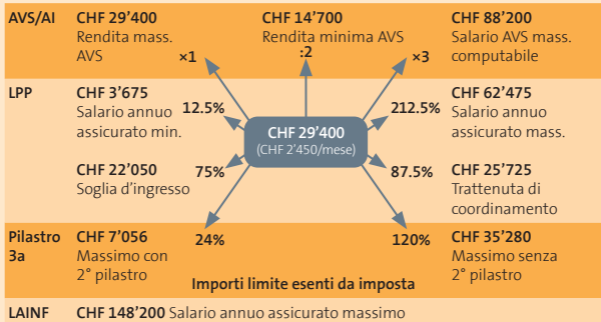 AVS/AI
CHF 29’400
Rendita mass.
AVS
×1
CHF 14’700
Rendita minima AVS
:2
CHF 88’200
Salario AVS mass.
computabile
×3
LPP
CHF 3’675
Salario annuo
assicurato min.
12.5%
CHF 29’400
(CHF 2’450/mese)
212.5%
CHF 62’475
Salario annuo
assicurato mass.
CHF 22’050
Soglia d’ingresso
75%
87.5%
CHF 25’725
Trattenuta di
coordinamento
Pilastro
3a
CHF 7’056
Massimo con
2° pilastro
24%
120%
CHF 35’280
Massimo senza
2° pilastro
Importi limite esenti da imposta
LAINF CHF 148’200 Salario annuo assicurato massimo